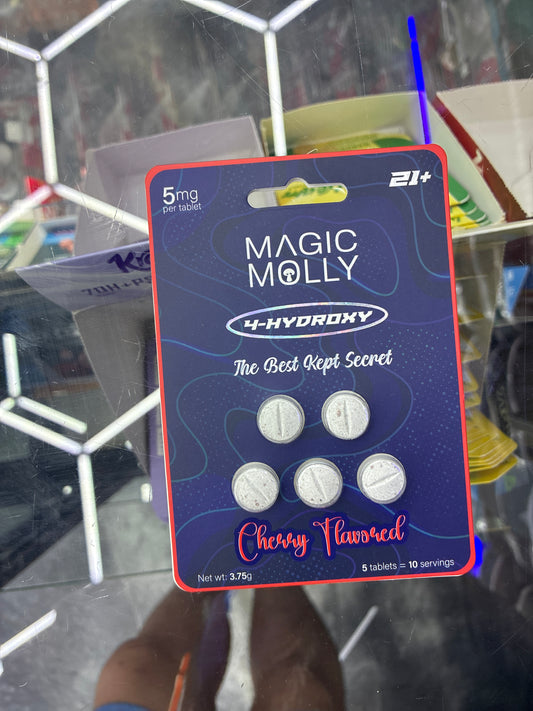 5mg
per tablet
21+
MAGIC
MOLLY
4-HYDROXY
The Best Kept Secret
Cherry Flavored
Net wt: 3.75g
5 tablets = 10 servings